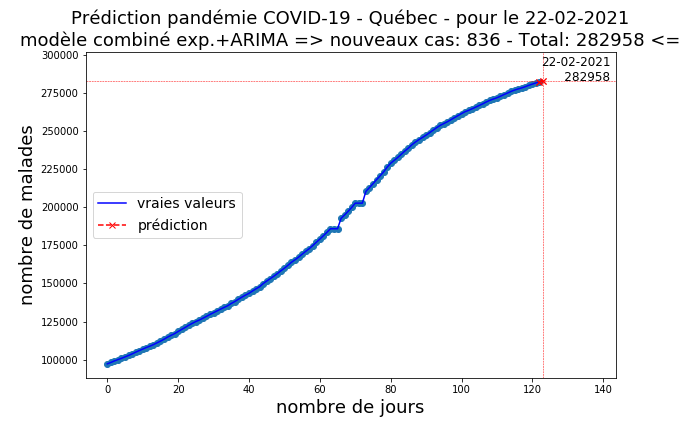 Prédiction pandémie COVID-19 - Québec - pour le 22-02-2021
modèle combiné exp.+ARIMA => nouveaux cas: 836 - Total: 282958 <=
300000
275000
250000
225000
200000
175000
150000
125000
100000
nombre de malades
22-02-2021
282958
vraies valeurs
prédiction
0 20 40 60 80 100 120 140
nombre de jours